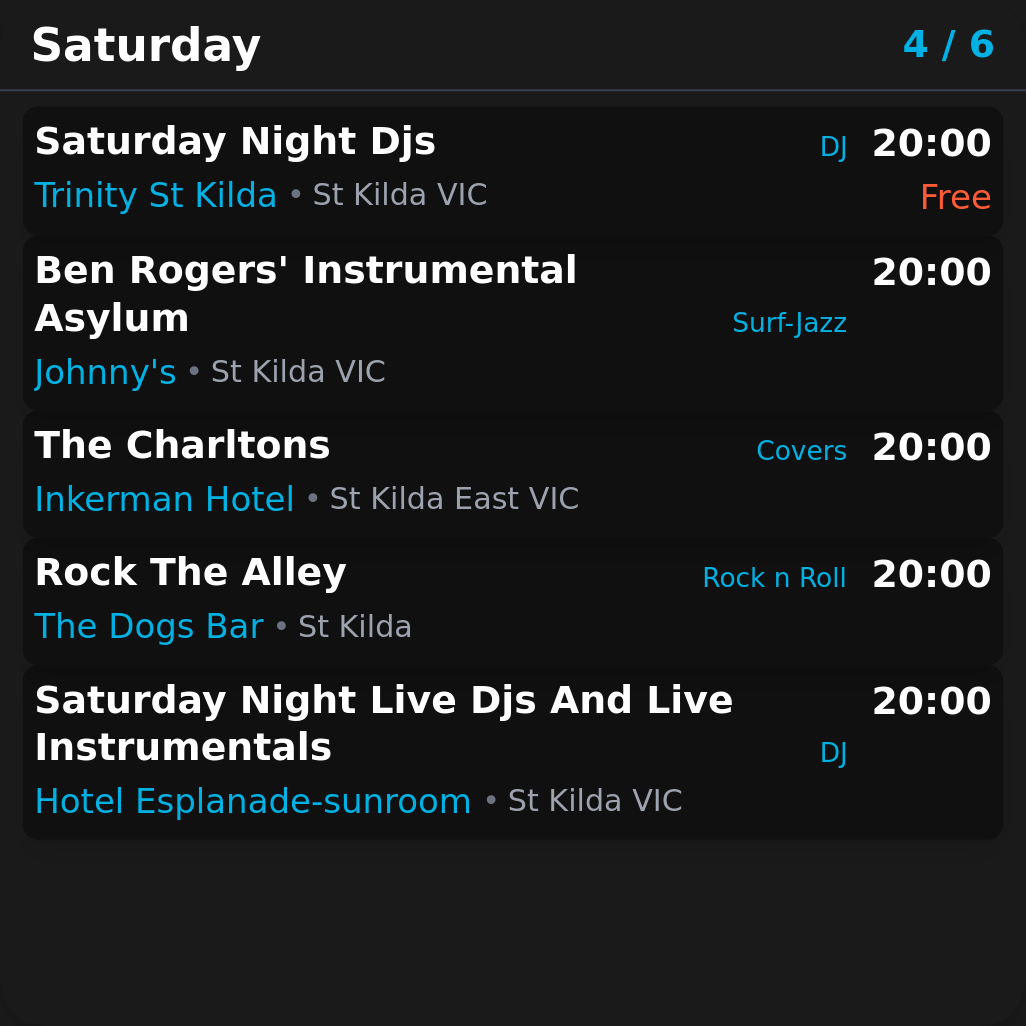 Saturday 4 / 6
Saturday Night Djs DJ 20:00
Trinity St Kilda • St Kilda VIC Free
Ben Rogers' Instrumental 20:00
Asylum Surf-Jazz
Johnny's • St Kilda VIC
The Charltons Covers 20:00
Inkerman Hotel • St Kilda East VIC
Rock The Alley Rock n Roll 20:00
The Dogs Bar • St Kilda
Saturday Night Live Djs And Live 20:00
Instrumentals DJ
Hotel Esplanade-sunroom • St Kilda VIC